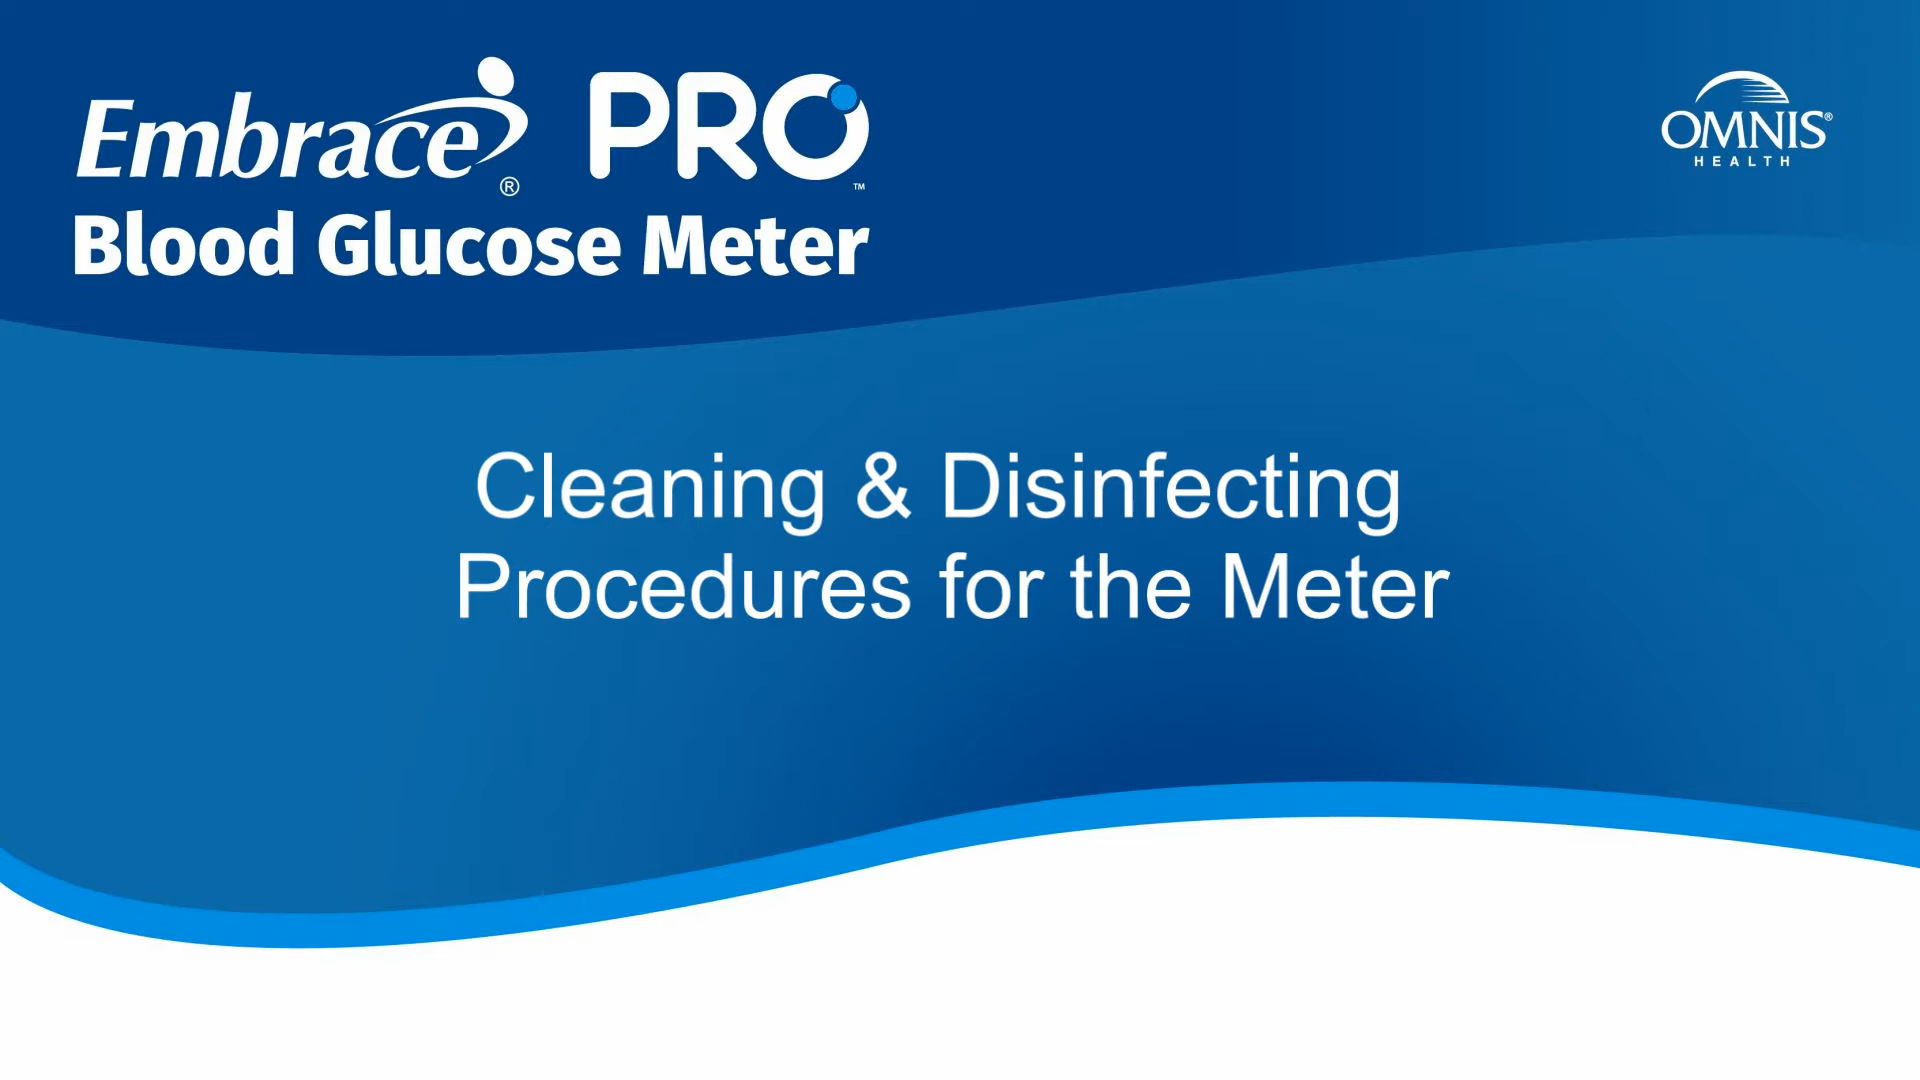 Embrace® PRO™
Blood Glucose Meter
OMNIS®
HEALTH
Cleaning & Disinfecting
Procedures for the Meter